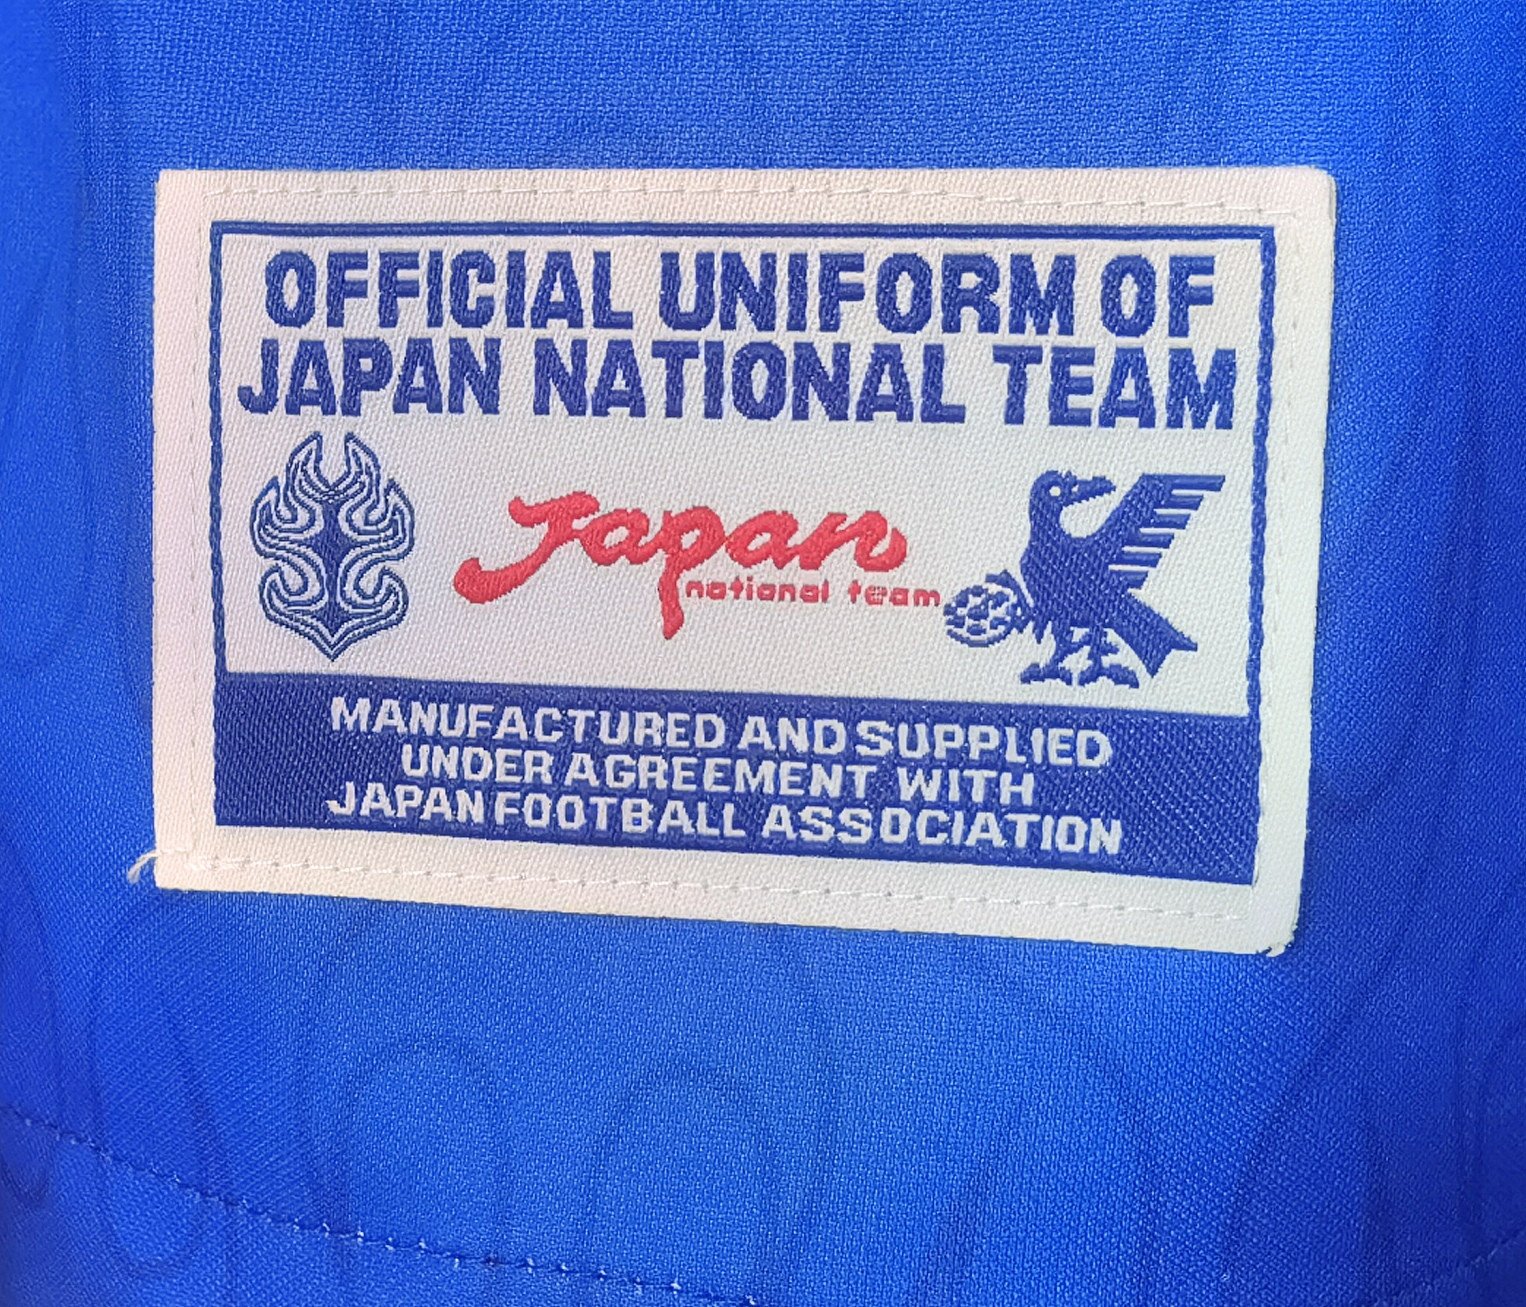 OFFICIAL UNIFORM OF
JAPAN NATIONAL TEAM
Japan
national team
MANUFACTURED AND SUPPLIED
UNDER AGREEMENT WITH
JAPAN FOOTBALL ASSOCIATION